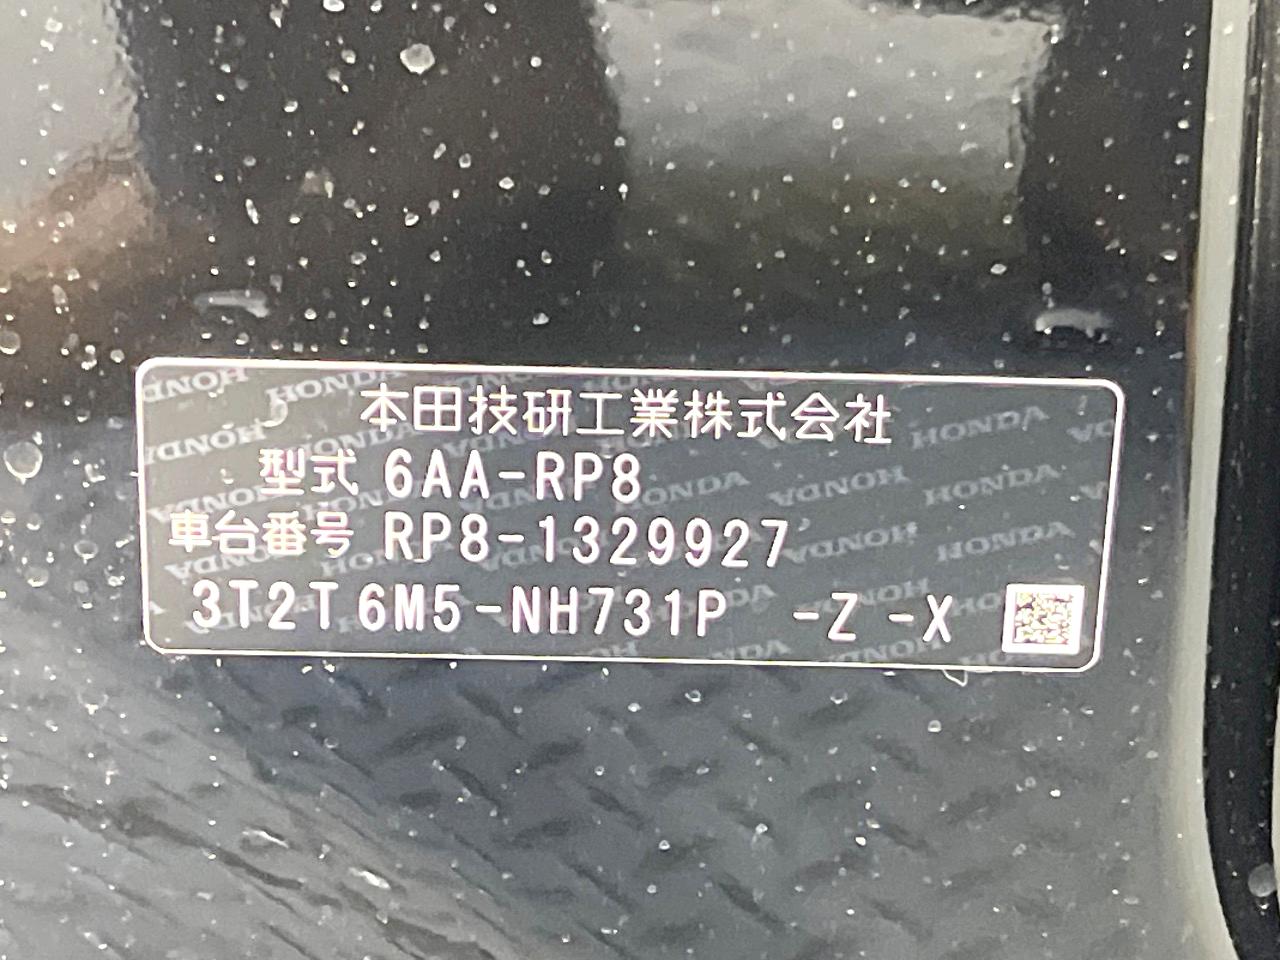 本田技研工業株式会社
型式 6AA-RP8
車台番号 RP8-1329927
3T2T6M5-NH731P -Z -X